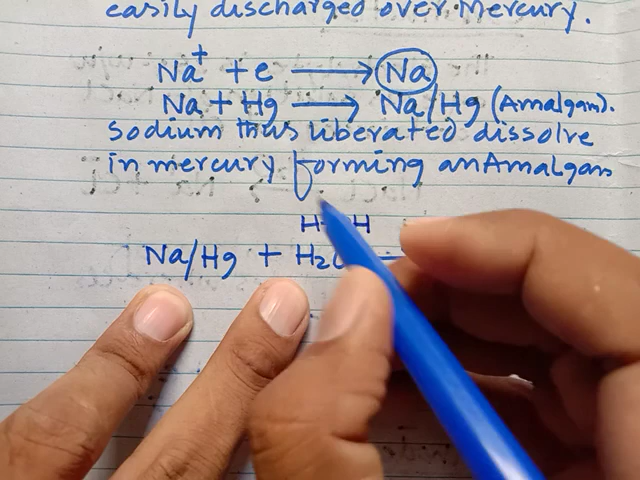 easily discharged over Mercury.
Na⁺ + e ⟶ Na
Na + Hg ⟶ Na/Hg (Amalgam).
sodium thus liberated dissolve
in mercury forming an Amalgam
Na/Hg + H₂O